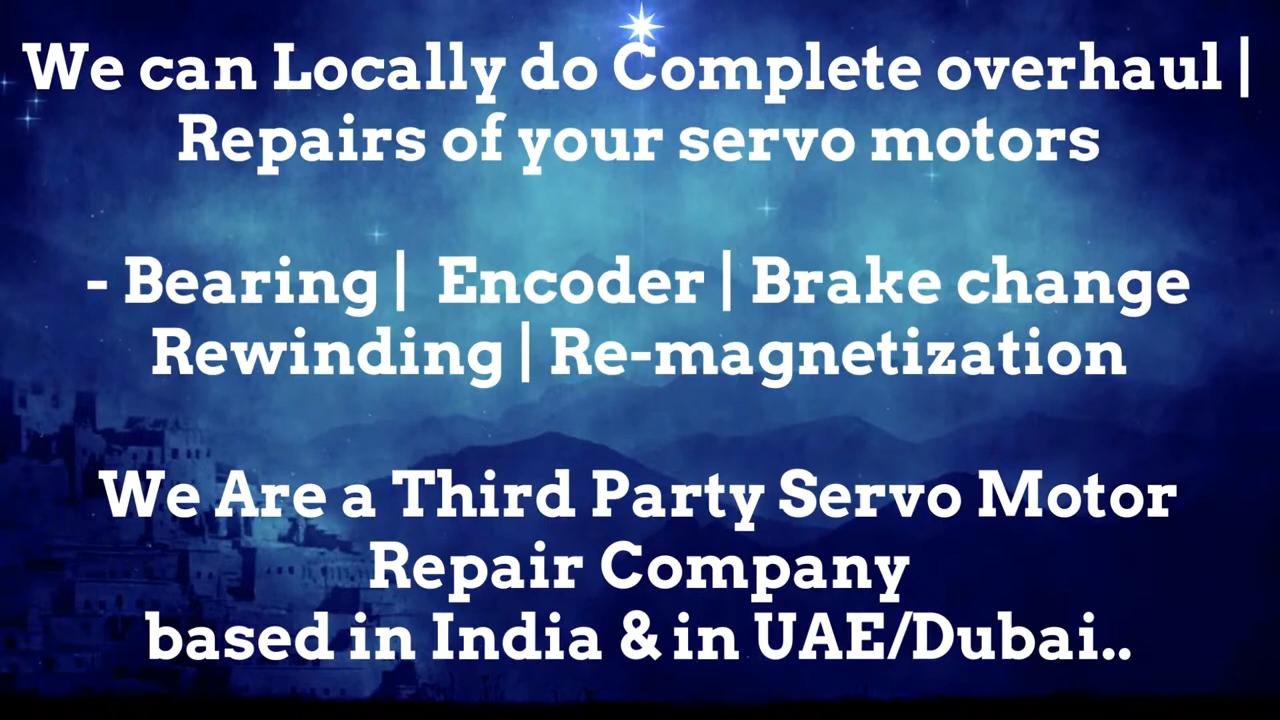 We can Locally do Complete overhaul |
Repairs of your servo motors
- Bearing | Encoder | Brake change
Rewinding | Re-magnetization
We Are a Third Party Servo Motor
Repair Company
based in India & in UAE/Dubai..